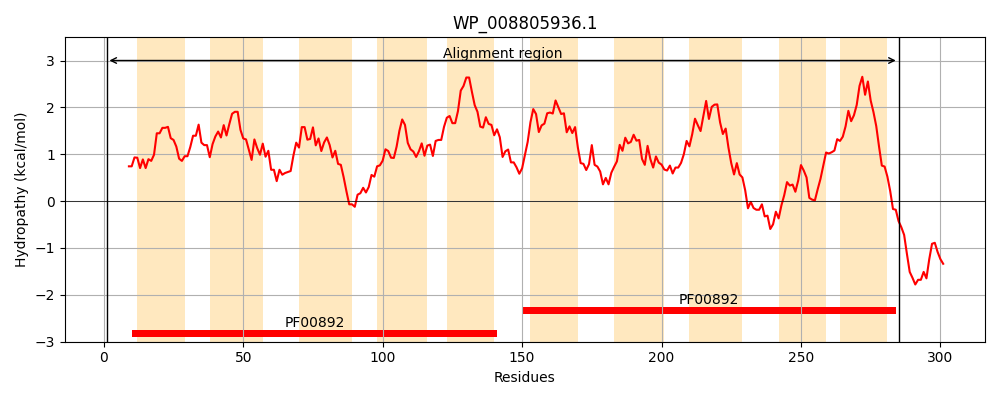 WP_008805936.1
Alignment region
PF00892
PF00892
Hydropathy (kcal/mol)
3
2
1
0
−1
−2
−3
0 50 100 150 200 250 300
Residues